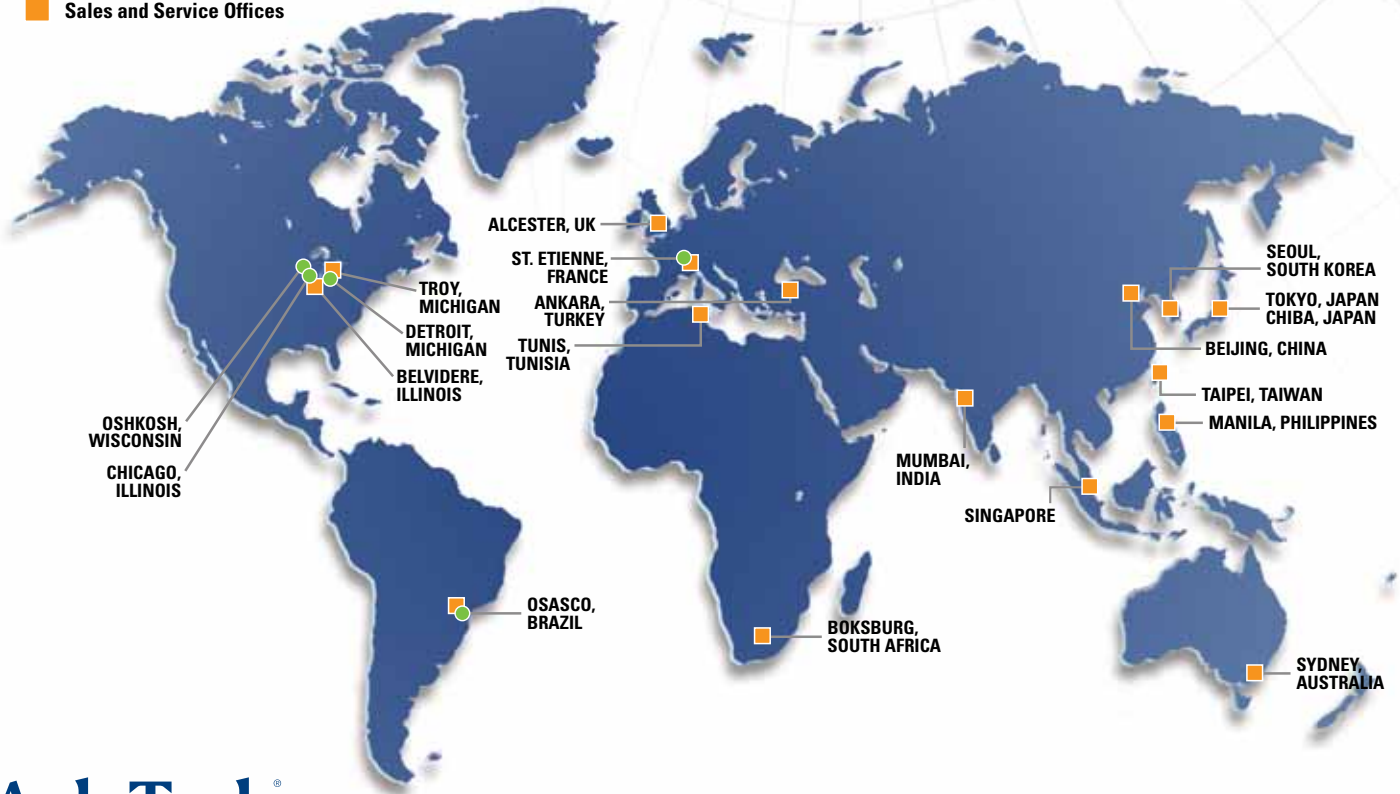 Sales and Service Offices
ALCESTER, UK
ST. ETIENNE,
FRANCE
ANKARA,
TURKEY
TUNIS,
TUNISIA
TROY,
MICHIGAN
DETROIT,
MICHIGAN
BELVIDERE,
ILLINOIS
OSHKOSH,
WISCONSIN
CHICAGO,
ILLINOIS
OSASCO,
BRAZIL
BOKSBURG,
SOUTH AFRICA
MUMBAI,
INDIA
SINGAPORE
SEOUL,
SOUTH KOREA
TOKYO, JAPAN
CHIBA, JAPAN
BEIJING, CHINA
TAIPEI, TAIWAN
MANILA, PHILIPPINES
SYDNEY,
AUSTRALIA
®